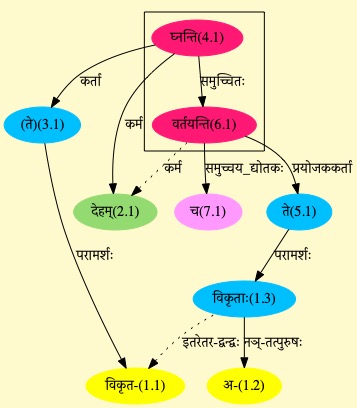 घ्नन्ति(4.1)
कर्ता
समुच्चितः
(ते)(3.1)
कर्म
वर्तयन्ति(6.1)
कर्म
समुच्चय_द्योतकः
प्रयोजककर्ता
देहम्(2.1)
च(7.1)
ते(5.1)
परामर्शः
परामर्शः
विकृताः(1.3)
इतरेतर-द्वन्द्वः
नञ्-तत्पुरुषः
विकृत-(1.1)
अ-(1.2)